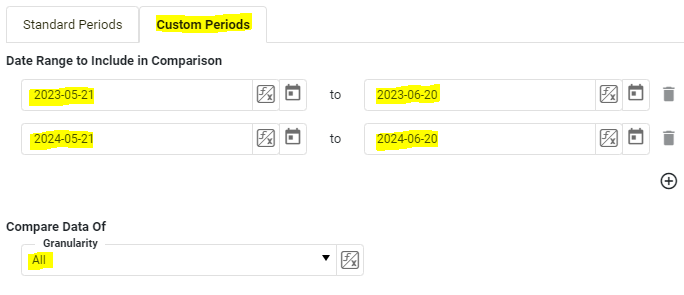 Standard Periods Custom Periods
Date Range to Include in Comparison
2023-05-21 f/x to 2023-06-20 f/x
2024-05-21 f/x to 2024-06-20 f/x
Compare Data Of
Granularity
All f/x